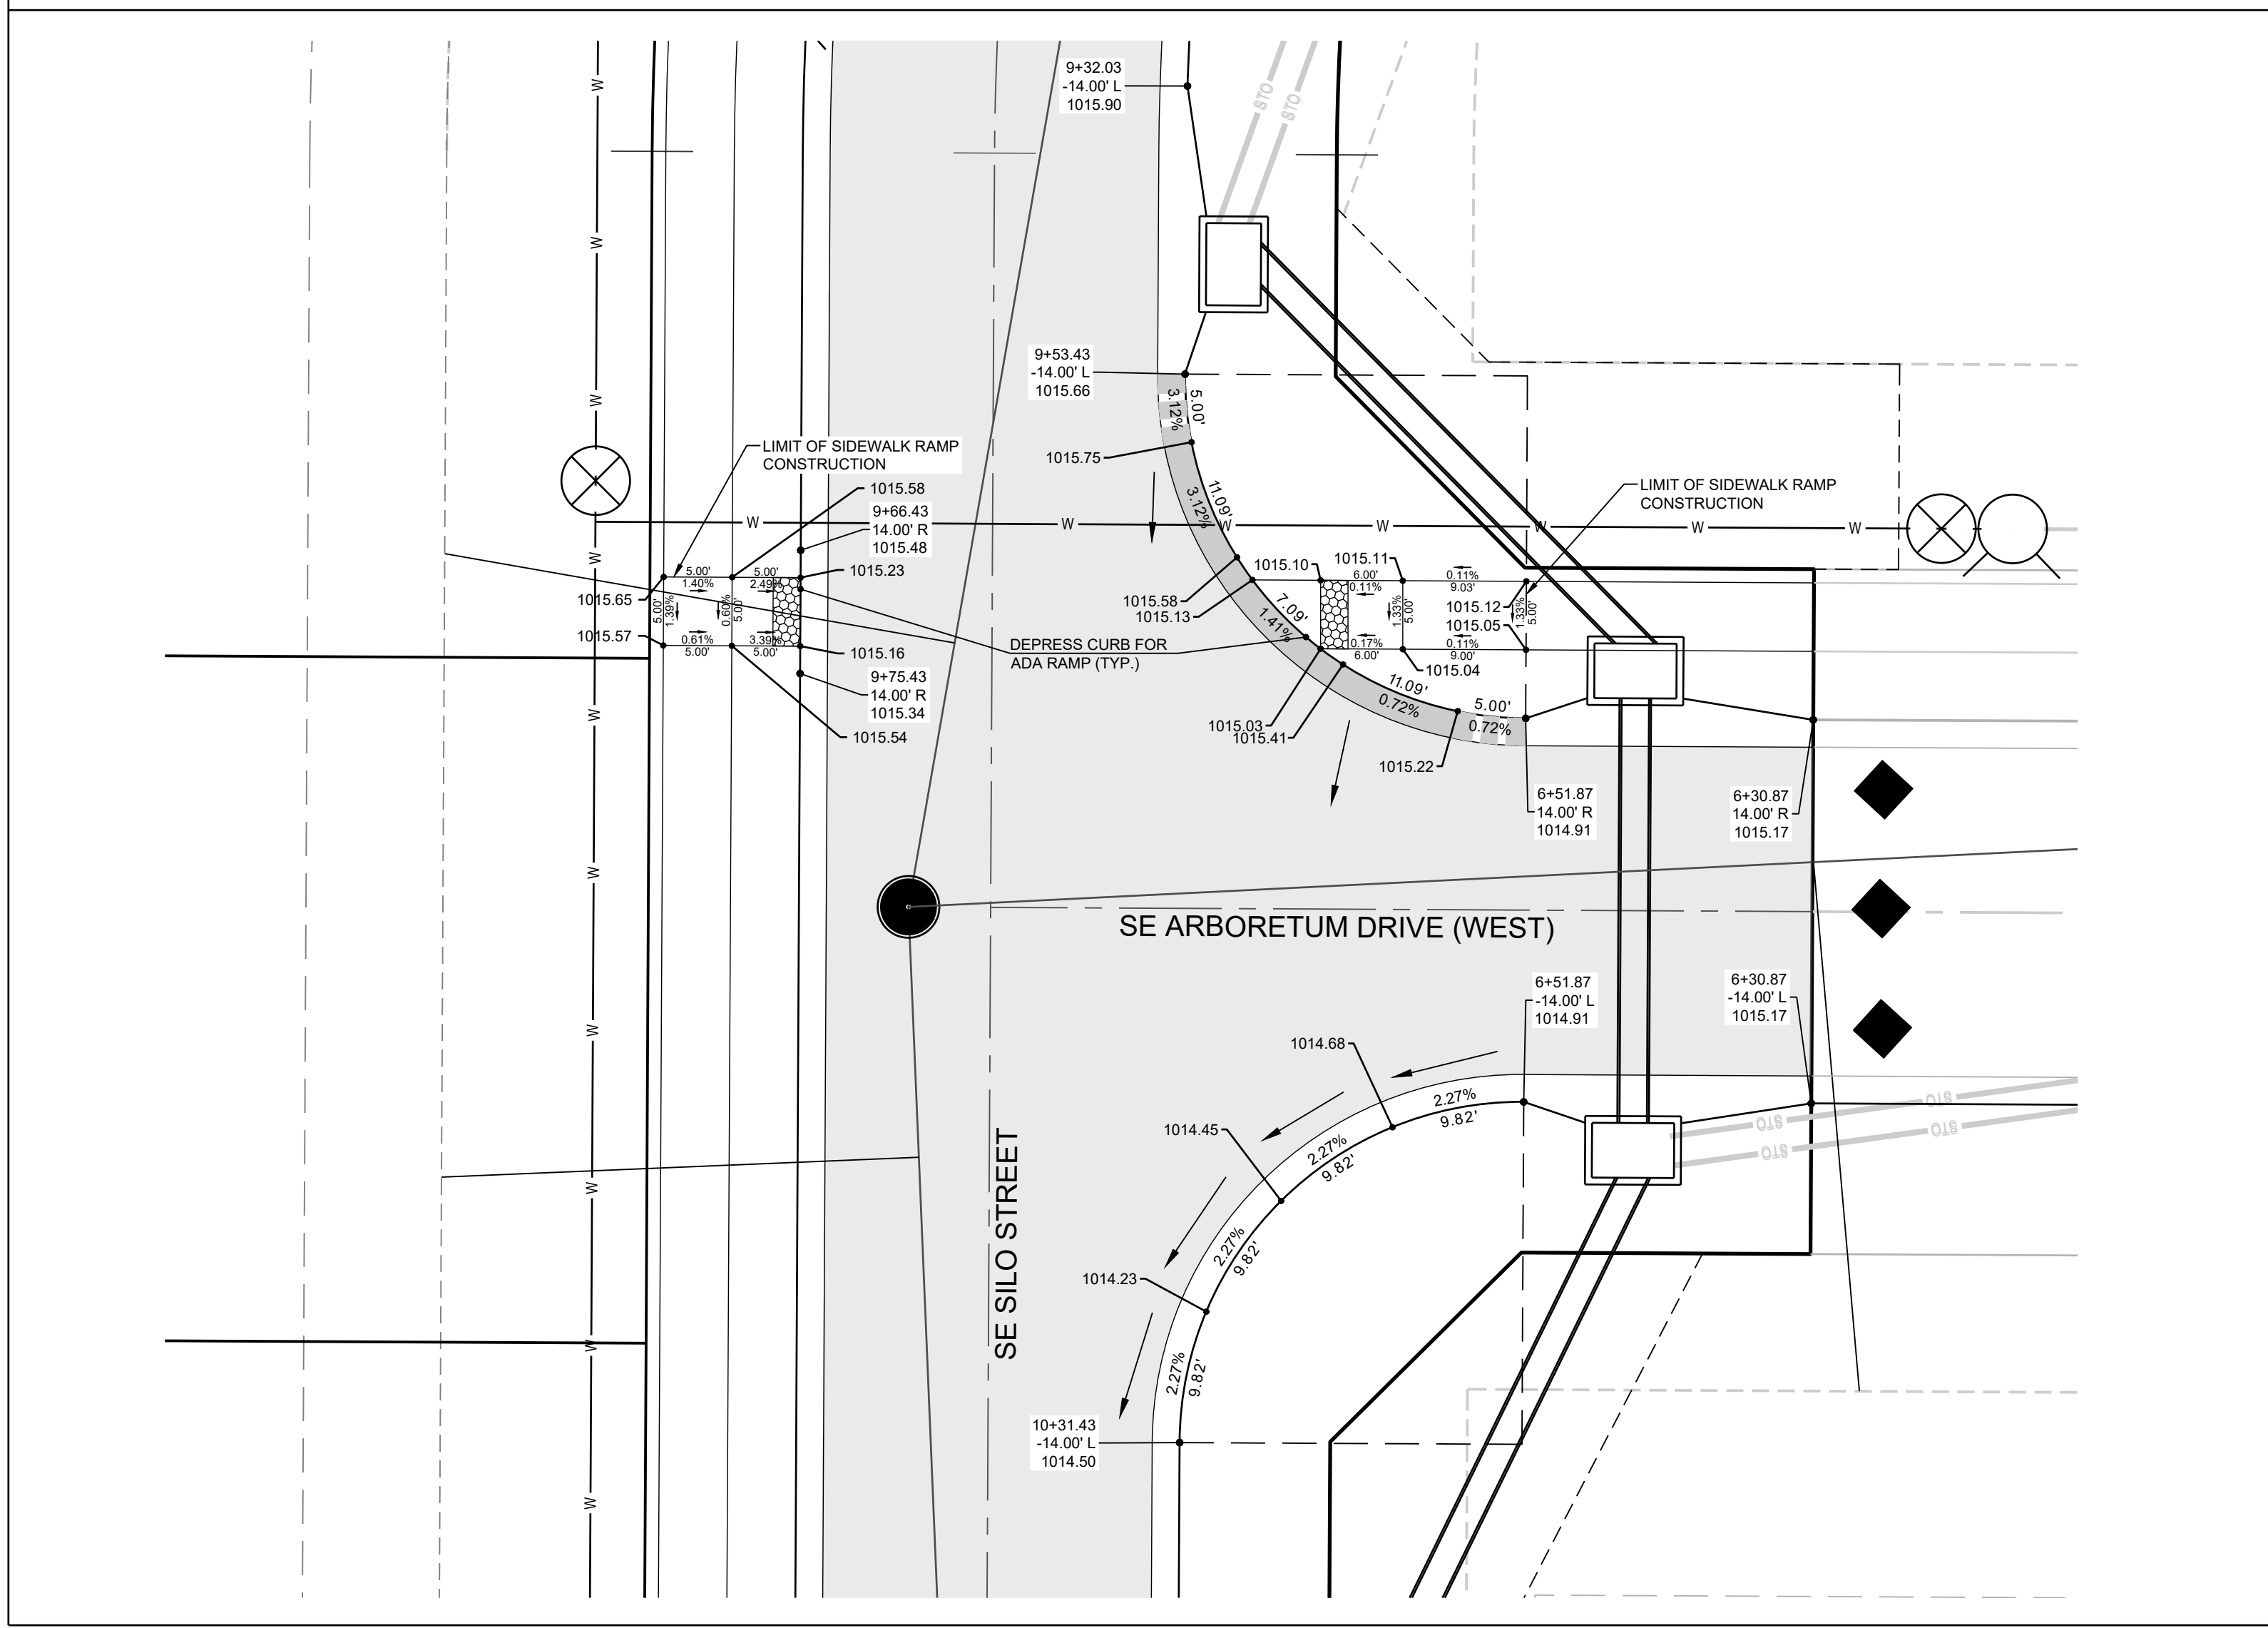 9+32.03
-14.00' L
1015.90
STO
STO
W
W
W
9+53.43
-14.00' L
1015.66
3.12%
5.00'
1015.75
3.12%
11.09'
LIMIT OF SIDEWALK RAMP
CONSTRUCTION
1015.58
9+66.43
14.00' R
1015.48
1015.23
LIMIT OF SIDEWALK RAMP
CONSTRUCTION
W
W
W
W
W
W
W
W
W
5.00'
1.40%
5.00'
2.49%
1015.65
5.00'
1.39%
0.60%
5.00'
1015.57
0.61%
5.00'
3.39%
5.00'
1015.16
9+75.43
14.00' R
1015.34
1015.54
1015.10
1015.11
6.00'
0.11%
0.11%
9.03'
1015.58
1015.13
1.33%
5.00'
1015.12
1015.05
1.33%
5.00'
7.09'
1.41%
0.17%
6.00'
0.11%
9.00'
1015.04
DEPRESS CURB FOR
ADA RAMP (TYP.)
11.09'
0.72%
5.00'
0.72%
1015.03
1015.41
1015.22
6+51.87
14.00' R
1014.91
6+30.87
14.00' R
1015.17
W
W
SE ARBORETUM DRIVE (WEST)
6+51.87
-14.00' L
1014.91
6+30.87
-14.00' L
1015.17
W
1014.68
2.27%
9.82'
STO
STO
STO
STO
1014.45
2.27%
9.82'
W
SE SILO STREET
2.27%
9.82'
1014.23
W
2.27%
9.82'
10+31.43
-14.00' L
1014.50
W